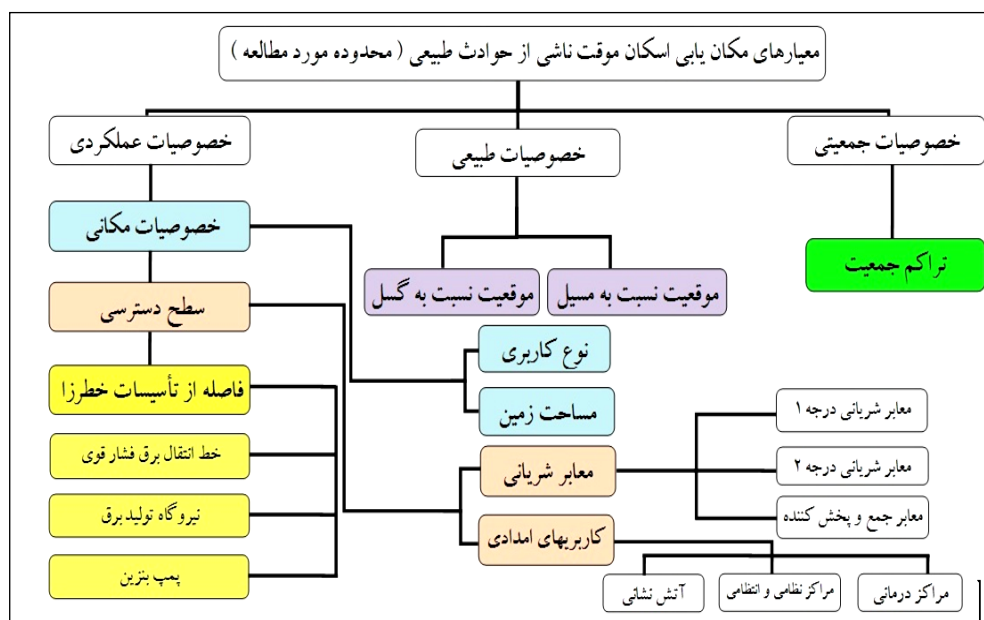 معیارهای مکان یابی اسکان موقت ناشی از حوادث طبیعی ( محدوده مورد مطالعه )
خصوصیات جمعیتی
خصوصیات طبیعی
خصوصیات عملکردی
تراکم جمعیت
موقعیت نسبت به مسیل
موقعیت نسبت به گسل
خصوصیات مکانی
سطح دسترسی
فاصله از تأسیسات خطرزا
خط انتقال برق فشار قوی
نیروگاه تولید برق
پمپ بنزین
نوع کاربری
مساحت زمین
معابر شریانی
کاربریهای امدادی
معابر شریانی درجه ۱
معابر شریانی درجه ۲
معابر جمع و پخش کننده
مراکز درمانی
مراکز نظامی و انتظامی
آتش نشانی